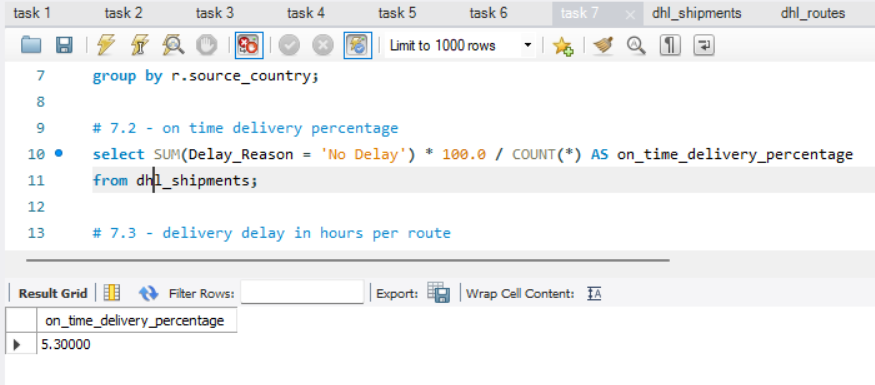 task 1 task 2 task 3 task 4 task 5 task 6 task 7 × dhl_shipments dhl_routes
Limit to 1000 rows
7 group by r.source_country;
8
9 # 7.2 - on time delivery percentage
10 select SUM(Delay_Reason = 'No Delay') * 100.0 / COUNT(*) AS on_time_delivery_percentage
11 from dhl_shipments;
12
13 # 7.3 - delivery delay in hours per route
Result Grid Filter Rows: Export: Wrap Cell Content: IA
on_time_delivery_percentage
5.30000